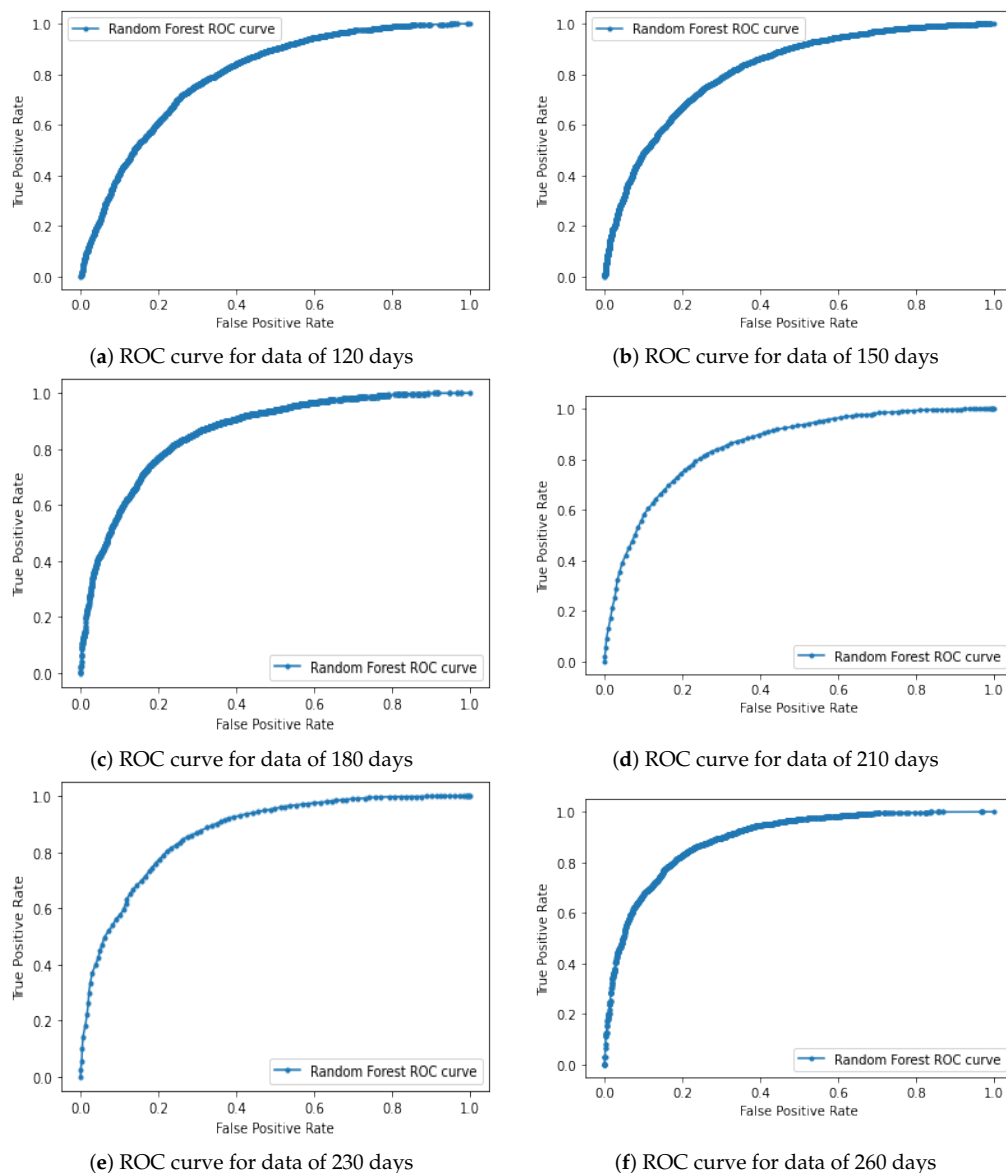 1.0
0.8
0.6
0.4
0.2
0.0
True Positive Rate
Random Forest ROC curve
0.0 0.2 0.4 0.6 0.8 1.0
False Positive Rate
(a) ROC curve for data of 120 days
1.0
0.8
0.6
0.4
0.2
0.0
True Positive Rate
Random Forest ROC curve
0.0 0.2 0.4 0.6 0.8 1.0
False Positive Rate
(b) ROC curve for data of 150 days
1.0
0.8
0.6
0.4
0.2
0.0
True Positive Rate
Random Forest ROC curve
0.0 0.2 0.4 0.6 0.8 1.0
False Positive Rate
(c) ROC curve for data of 180 days
1.0
0.8
0.6
0.4
0.2
0.0
True Positive Rate
Random Forest ROC curve
0.0 0.2 0.4 0.6 0.8 1.0
False Positive Rate
(d) ROC curve for data of 210 days
1.0
0.8
0.6
0.4
0.2
0.0
True Positive Rate
Random Forest ROC curve
0.0 0.2 0.4 0.6 0.8 1.0
False Positive Rate
(e) ROC curve for data of 230 days
1.0
0.8
0.6
0.4
0.2
0.0
True Positive Rate
Random Forest ROC curve
0.0 0.2 0.4 0.6 0.8 1.0
False Positive Rate
(f) ROC curve for data of 260 days